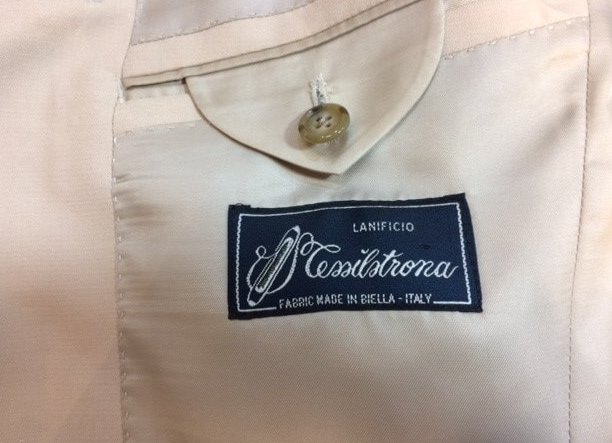 LANIFICIO
Tessilstrona
FABRIC MADE IN BIELLA - ITALY